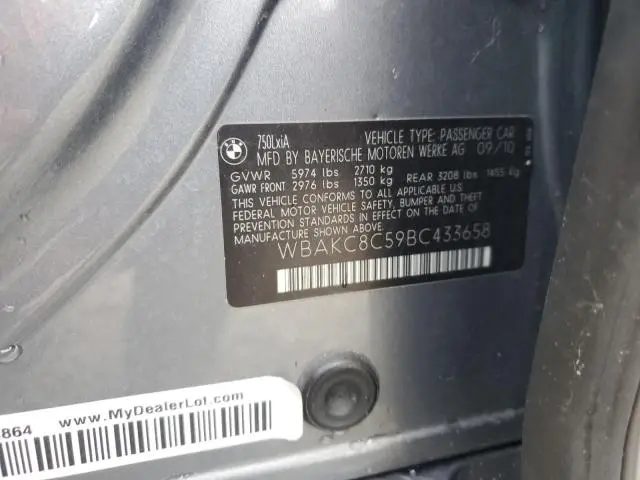 BMW
750LxiA VEHICLE TYPE: PASSENGER CAR
MFD BY BAYERISCHE MOTOREN WERKE AG 09/10
GVWR 5974 lbs 2710 kg
GAWR FRONT 2976 lbs 1350 kg REAR 3208 lbs 1455 kg
THIS VEHICLE CONFORMS TO ALL APPLICABLE U.S.
FEDERAL MOTOR VEHICLE SAFETY, BUMPER, AND
THEFT PREVENTION STANDARDS IN EFFECT ON THE DATE OF
MANUFACTURE SHOWN ABOVE.
WBAKC8C59BC433658
864 www.MyDealerLot.com